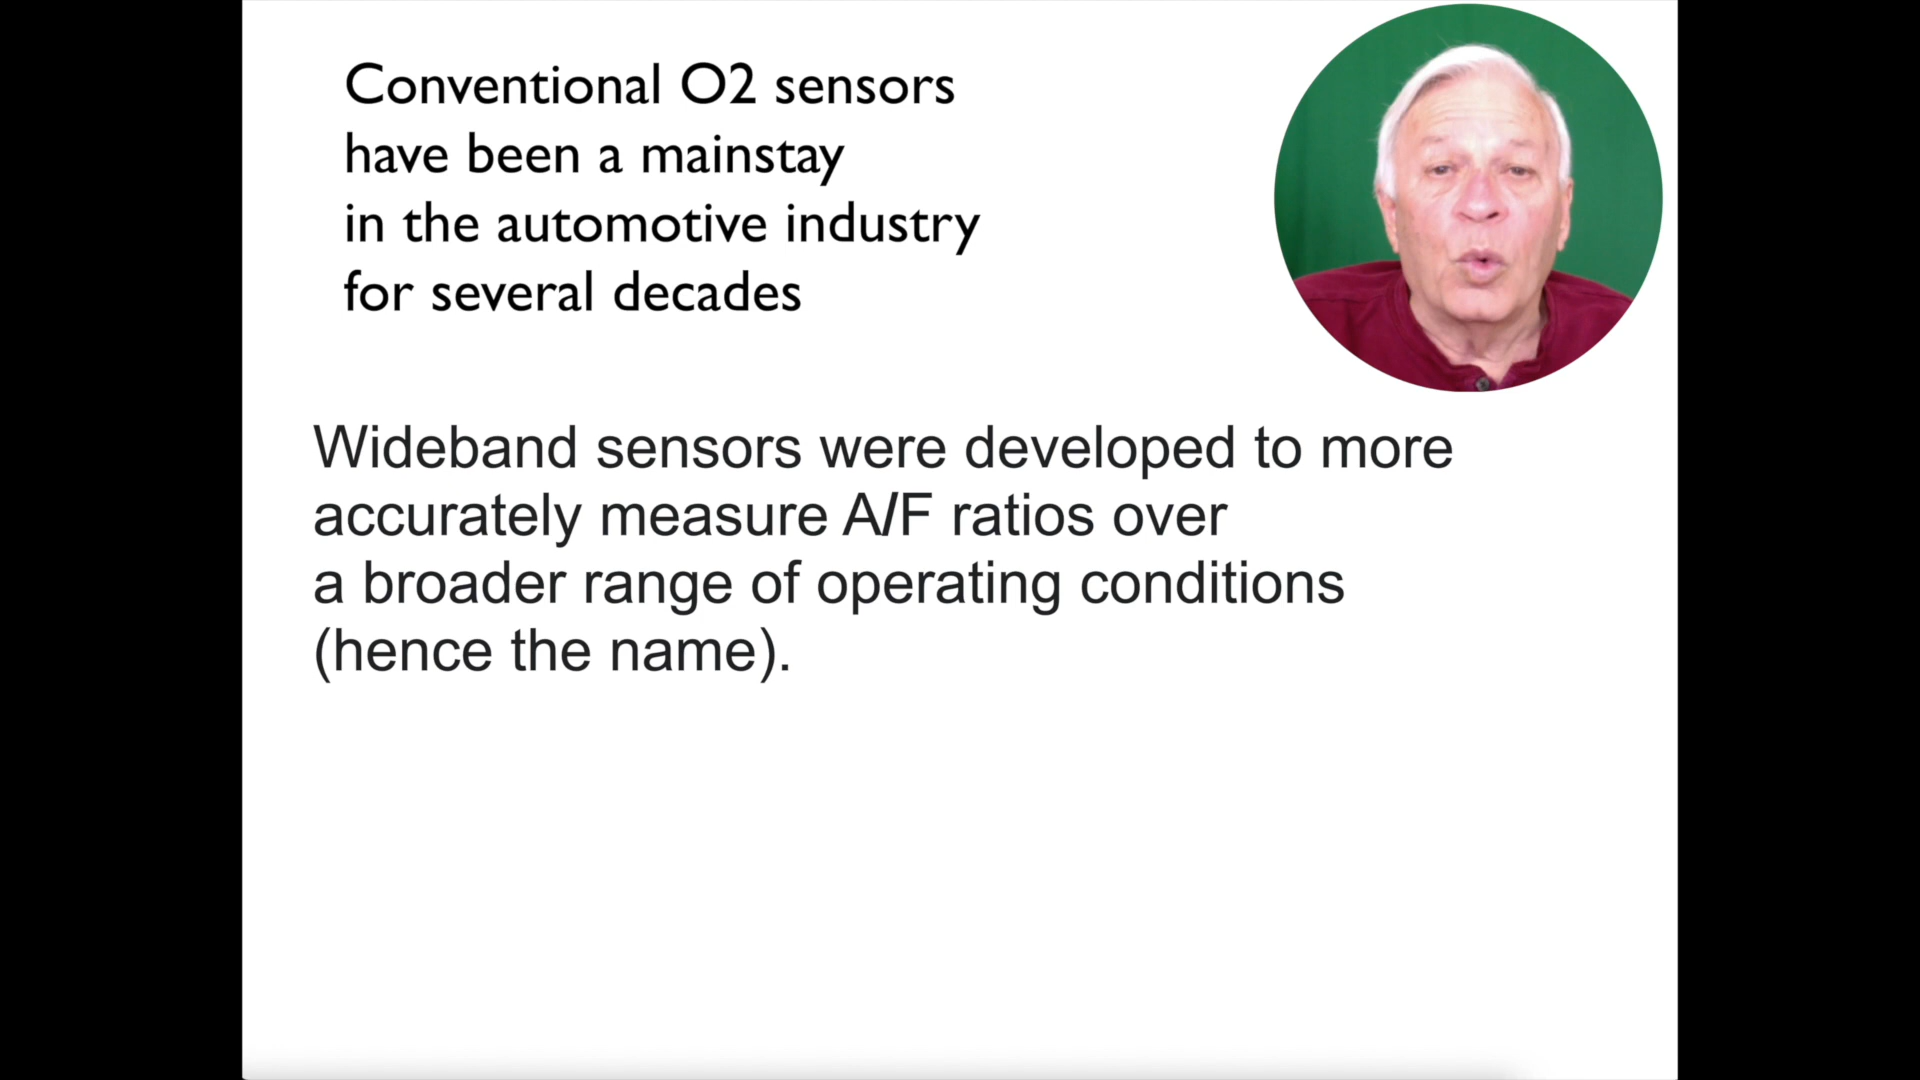 Conventional O2 sensors
have been a mainstay
in the automotive industry
for several decades
Wideband sensors were developed to more
accurately measure A/F ratios over
a broader range of operating conditions
(hence the name).